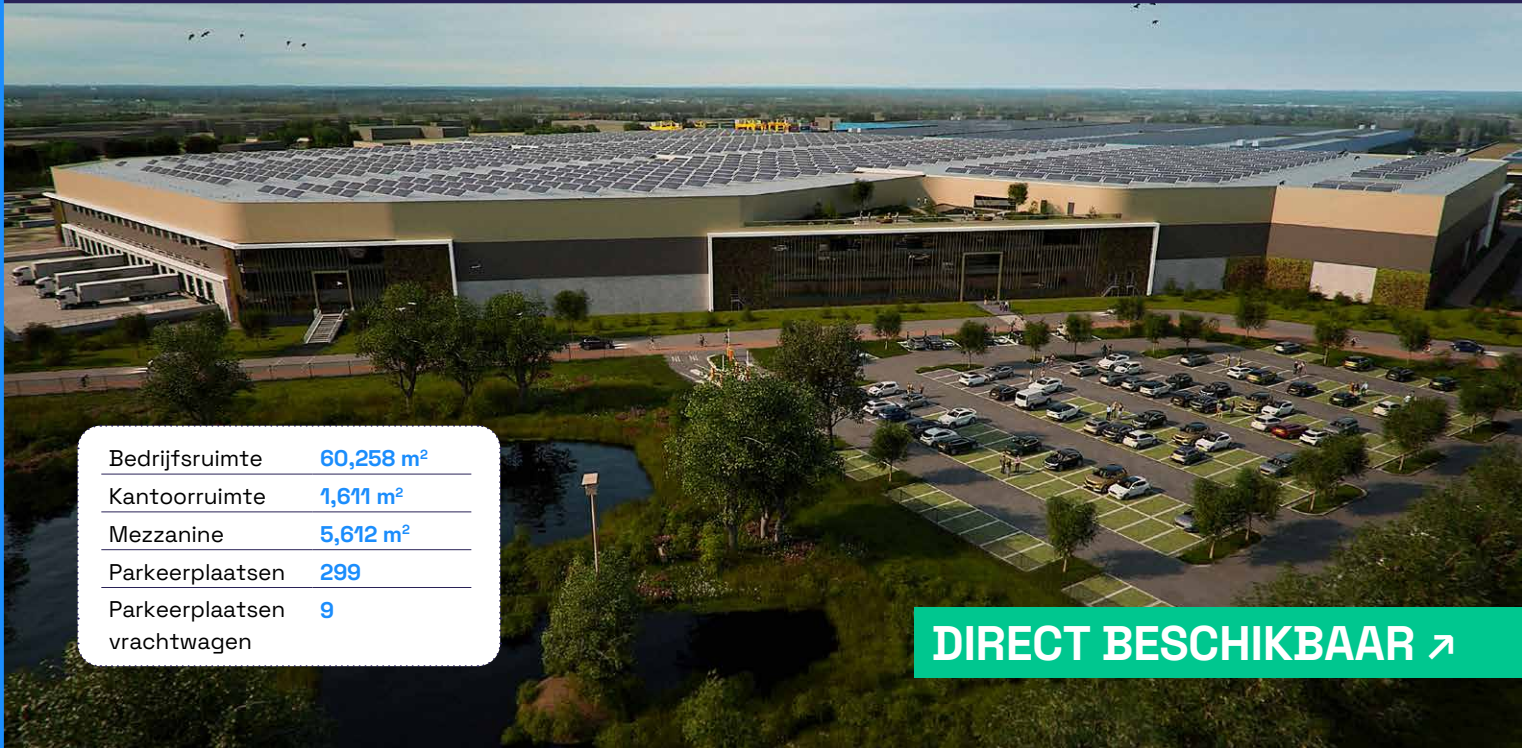 Bedrijfsruimte 60,258 m²
Kantoorruimte 1,611 m²
Mezzanine 5,612 m²
Parkeerplaatsen 299
Parkeerplaatsen 9
vrachtwagen
DIRECT BESCHIKBAAR ↗